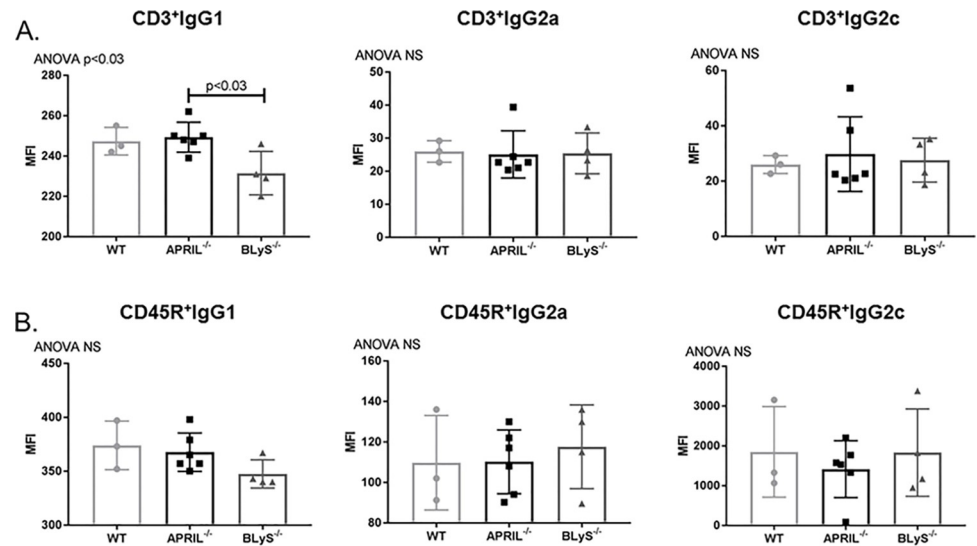 A.
CD3⁺IgG1
CD3⁺IgG2a
CD3⁺IgG2c
ANOVA p<0.03
ANOVA NS
ANOVA NS
p<0.03
MFI
280
260
240
220
200
WT
APRIL⁻/⁻
BLyS⁻/⁻
MFI
50
40
30
20
10
0
WT
APRIL⁻/⁻
BLyS⁻/⁻
MFI
60
40
20
0
WT
APRIL⁻/⁻
BLyS⁻/⁻
B.
CD45R⁺IgG1
CD45R⁺IgG2a
CD45R⁺IgG2c
ANOVA NS
ANOVA NS
ANOVA NS
MFI
450
400
350
300
WT
APRIL⁻/⁻
BLyS⁻/⁻
MFI
160
140
120
100
80
WT
APRIL⁻/⁻
BLyS⁻/⁻
MFI
4000
3000
2000
1000
0
WT
APRIL⁻/⁻
BLyS⁻/⁻